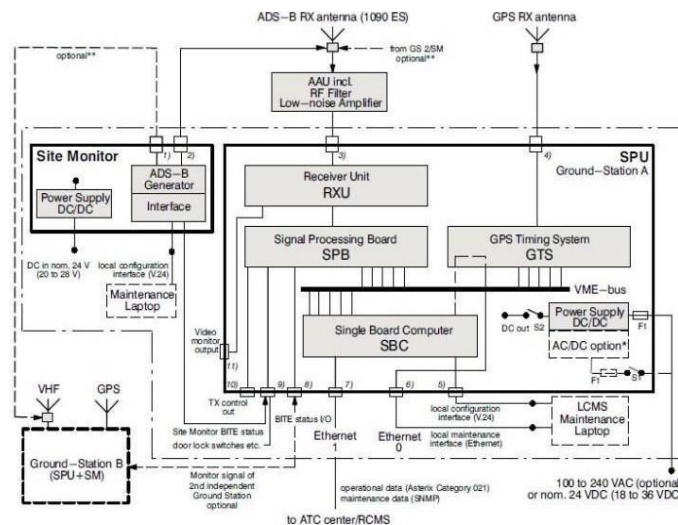 ADS-B RX antenna (1090 ES)
GPS RX antenna
optional**
from GS 2/SM
optional**
AAU incl.
RF Filter
Low-noise Amplifier
Site Monitor
1)
2)
3)
4)
SPU
Ground-Station A
ADS-B
Generator
Interface
Power Supply
DC/DC
Receiver Unit
RXU
Signal Processing Board
SPB
GPS Timing System
GTS
DC in nom. 24 V
(20 to 28 V)
local configuration
interface (V.24)
Maintenance
Laptop
VME-bus
Video
monitor
output
11)
Single Board Computer
SBC
DC out
S2
Power Supply
DC/DC
F1
AC/DC option*
F1
S1
10)
9)
8)
7)
6)
5)
TX control
out
VHF
GPS
Site Monitor BITE status
door lock switches etc.
BITE status I/O
Ethernet
1
Ethernet
0
local configuration
interface (V.24)
local maintenance
interface (Ethernet)
LCMS
Maintenance
Laptop
Ground-Station B
(SPU+SM)
Monitor signal of
2nd independent
Ground Station
optional
operational data (Asterix Category 021)
maintenance data (SNMP)
100 to 240 VAC (optional)
or nom. 24 VDC (18 to 36 VDC)
to ATC center/RCMS